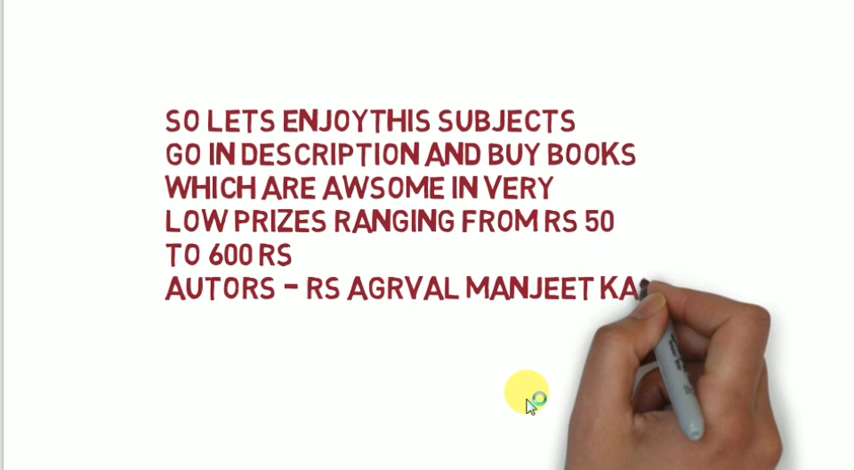 SO LETS ENJOYTHIS SUBJECTS
GO IN DESCRIPTION AND BUY BOOKS
WHICH ARE AWSOME IN VERY
LOW PRIZES RANGING FROM RS 50
TO 600 RS
AUTORS - RS AGRVAL MANJEET KA